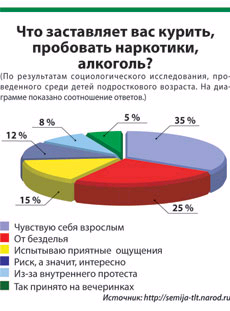 Что заставляет вас курить,
пробовать наркотики,
алкоголь?
(По результатам социологического исследования, про-
веденного среди детей подросткового возраста. На диа-
грамме показано соотношение ответов.)
5 %
8 %
35 %
12 %
15 %
25 %
Чувствую себя взрослым
От безделья
Испытываю приятные ощущения
Риск, а значит, интересно
Из-за внутреннего протеста
Так принято на вечеринках
Источник: http://semija-tlt.narod.ru